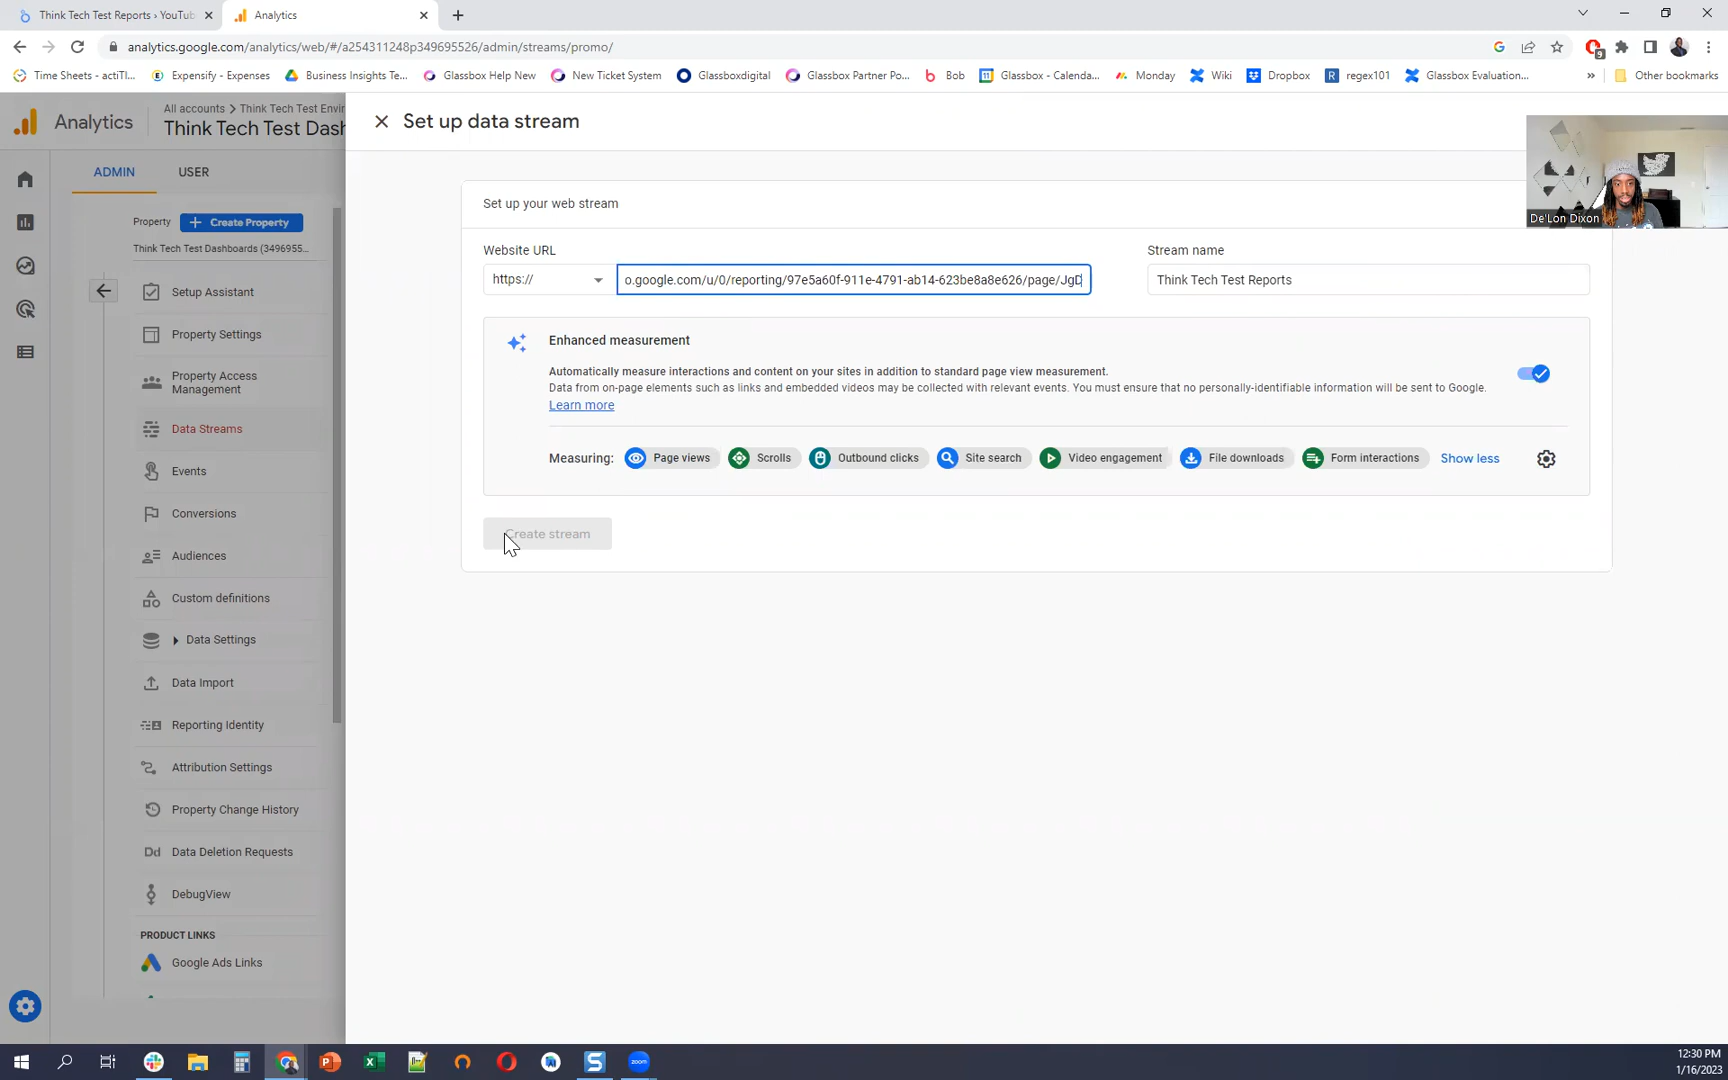 Think Tech Test Reports › YouTub
Analytics
analytics.google.com/analytics/web/#/a254311248p349695526/admin/streams/promo/
9
Time Sheets - actiTI...
Expensify - Expenses
Business Insights Te...
Glassbox Help New
New Ticket System
Glassboxdigital
Glassbox Partner Po...
Bob
Glassbox - Calenda...
Monday
Wiki
Dropbox
regex101
Glassbox Evaluation...
Other bookmarks
Analytics
All accounts > Think Tech Test Envir
Think Tech Test Dash
Set up data stream
De'Lon Dixon
ADMIN
USER
Property
Create Property
Think Tech Test Dashboards (3496955...
Setup Assistant
Property Settings
Property Access
Management
Data Streams
Events
Conversions
Audiences
Custom definitions
Data Settings
Data Import
Reporting Identity
Attribution Settings
Property Change History
Dd Data Deletion Requests
DebugView
PRODUCT LINKS
Google Ads Links
Set up your web stream
Website URL
Stream name
https://
o.google.com/u/0/reporting/97e5a60f-911e-4791-ab14-623be8a8e626/page/JgD
Think Tech Test Reports
Enhanced measurement
Automatically measure interactions and content on your sites in addition to standard page view measurement.
Data from on-page elements such as links and embedded videos may be collected with relevant events. You must ensure that no personally-identifiable information will be sent to Google.
Learn more
Measuring:
Page views
Scrolls
Outbound clicks
Site search
Video engagement
File downloads
Form interactions
Show less
Create stream
zoom
12:30 PM
1/16/2023